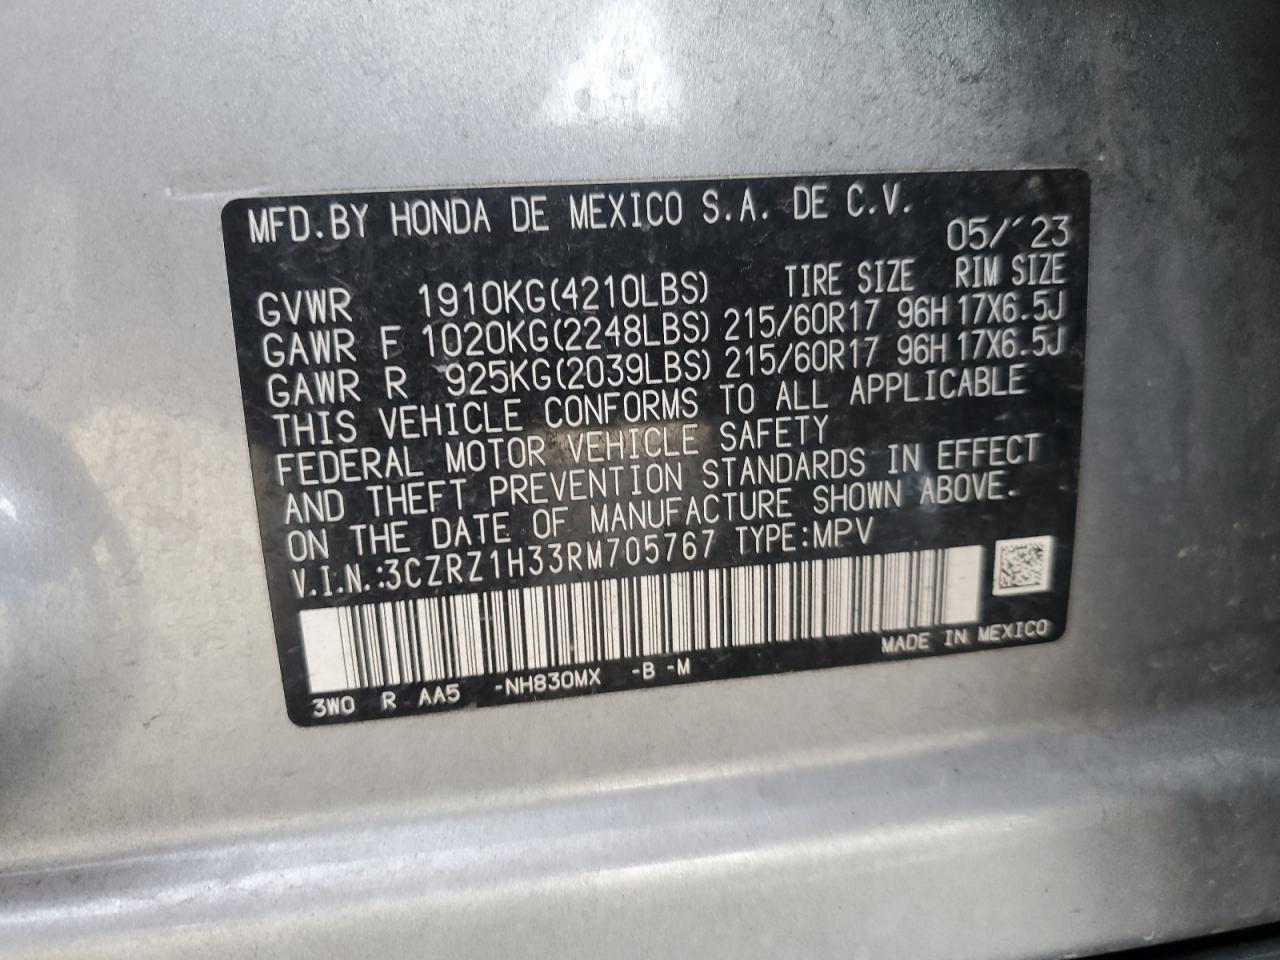 MFD.BY HONDA DE MEXICO S.A. DE C.V.
05/´23
GVWR 1910KG(4210LBS) TIRE SIZE RIM SIZE
GAWR F 1020KG(2248LBS) 215/60R17 96H 17X6.5J
GAWR R 925KG(2039LBS) 215/60R17 96H 17X6.5J
THIS VEHICLE CONFORMS TO ALL APPLICABLE
FEDERAL MOTOR VEHICLE SAFETY
AND THEFT PREVENTION STANDARDS IN EFFECT
ON THE DATE OF MANUFACTURE SHOWN ABOVE.
V.I.N.:3CZRZ1H33RM705767 TYPE:MPV
MADE IN MEXICO
3W0 R AA5 -NH830MX -B -M